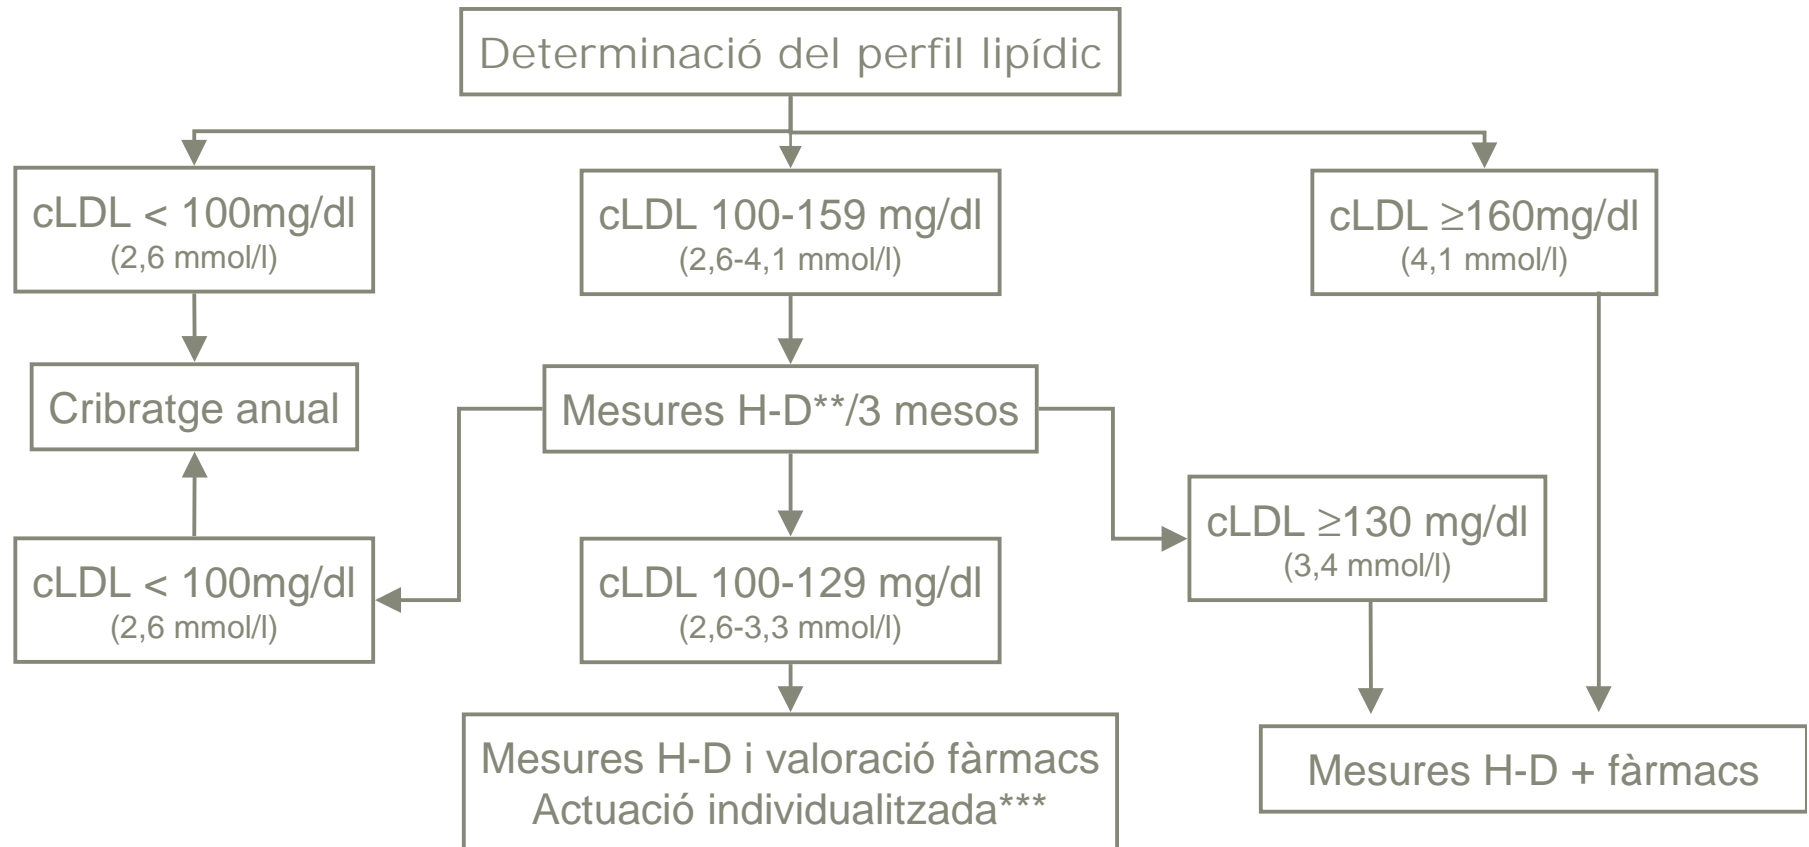 Determinació del perfil lipídic
cLDL < 100mg/dl
(2,6 mmol/l)
cLDL 100-159 mg/dl
(2,6-4,1 mmol/l)
cLDL ≥160mg/dl
(4,1 mmol/l)
Cribratge anual
Mesures H-D**/3 mesos
cLDL < 100mg/dl
(2,6 mmol/l)
cLDL 100-129 mg/dl
(2,6-3,3 mmol/l)
cLDL ≥130 mg/dl
(3,4 mmol/l)
Mesures H-D i valoració fàrmacs
Actuació individualitzada***
Mesures H-D + fàrmacs